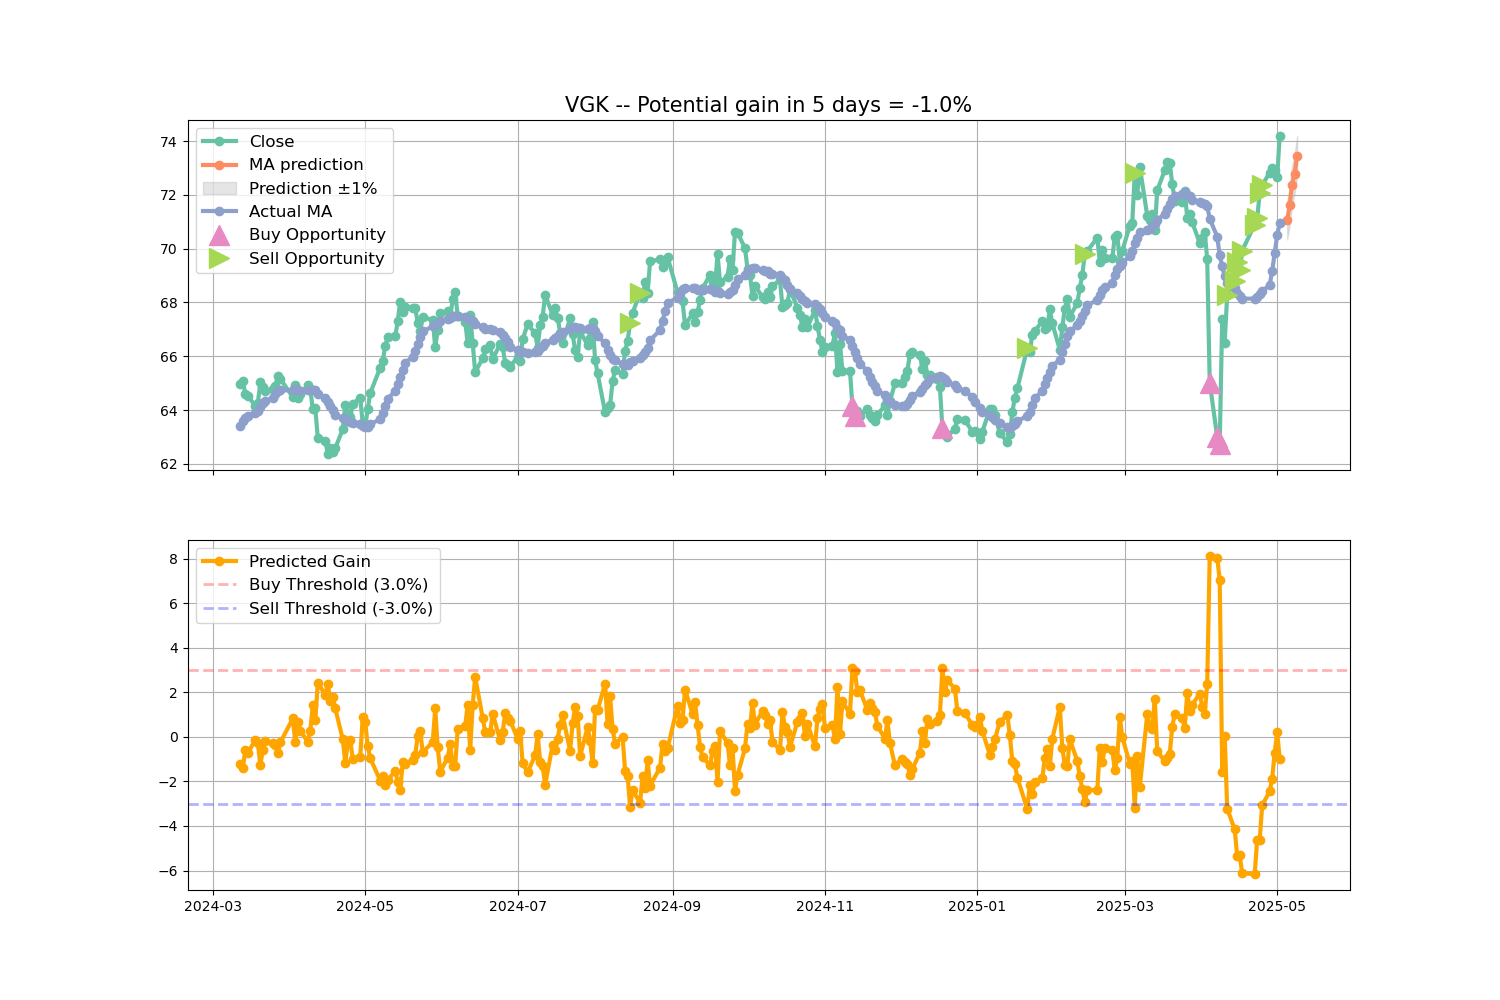 VGK -- Potential gain in 5 days = -1.0%
74
72
70
68
66
64
62
Close
MA prediction
Prediction ±1%
Actual MA
Buy Opportunity
Sell Opportunity
8
6
4
2
0
−2
−4
−6
Predicted Gain
Buy Threshold (3.0%)
Sell Threshold (-3.0%)
2024-03
2024-05
2024-07
2024-09
2024-11
2025-01
2025-03
2025-05